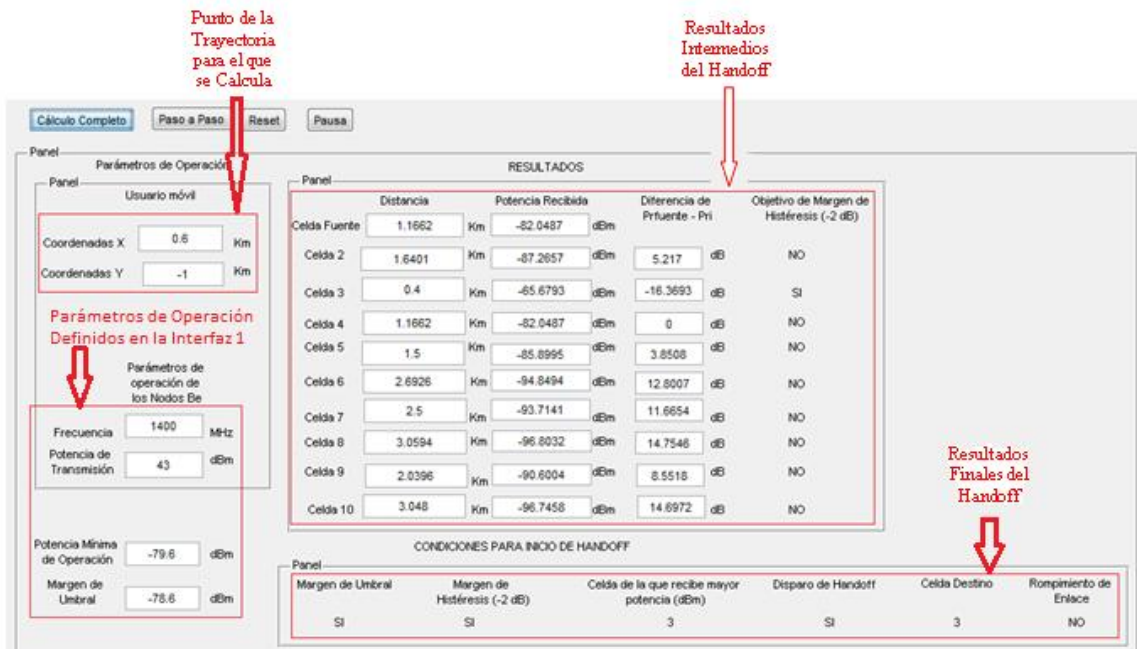 Punto de la
Trayectoria
para el que
se Calcula
Resultados
Intermedios
del Handoff
Cálculo Completo Paso a Paso Reset Pausa
Panel
Parámetros de Operación
Panel
Usuario móvil
Coordenadas X 0.6 Km
Coordenadas Y -1 Km
Parámetros de Operación
Definidos en la Interfaz 1
Parámetros de
operación de
los Nodos Be
Frecuencia 1400 MHz
Potencia de
Transmisión 43 dBm
Potencia Mínima
de Operación -79.6 dBm
Margen de
Umbral -78.6 dBm
RESULTADOS
Panel
Distancia Potencia Recibida Diferencia de
Prfuente - Pri Objetivo de Margen de
Histéresis (-2 dB)
Celda Fuente 1.1662 Km -82.0487 dBm
Celda 2 1.6401 Km -87.2657 dBm 5.217 dB NO
Celda 3 0.4 Km -65.6793 dBm -16.3693 dB SI
Celda 4 1.1662 Km -82.0487 dBm 0 dB NO
Celda 5 1.5 Km -85.8995 dBm 3.8508 dB NO
Celda 6 2.6926 Km -94.8494 dBm 12.8007 dB NO
Celda 7 2.5 Km -93.7141 dBm 11.6654 dB NO
Celda 8 3.0594 Km -96.8032 dBm 14.7546 dB NO
Celda 9 2.0396 Km -90.6004 dBm 8.5518 dB NO
Celda 10 3.048 Km -96.7458 dBm 14.6972 dB NO
Resultados
Finales del
Handoff
CONDICIONES PARA INICIO DE HANDOFF
Panel
Margen de Umbral Margen de
Histéresis (-2 dB) Celda de la que recibe mayor
potencia (dBm) Disparo de Handoff Celda Destino Rompimiento de
Enlace
SI SI 3 SI 3 NO